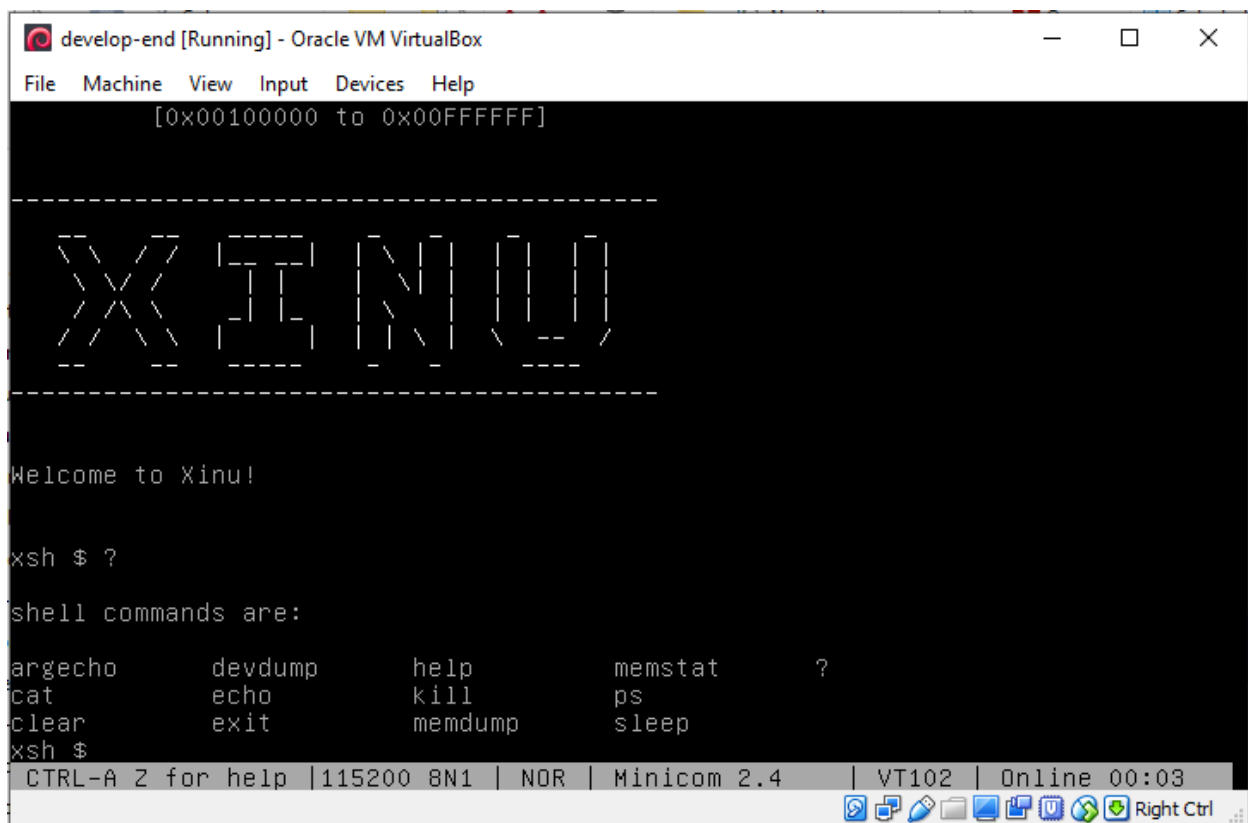 develop-end [Running] - Oracle VM VirtualBox
File Machine View Input Devices Help
[0x00100000 to 0x00FFFFFF]
XINU
Welcome to Xinu!
xsh $ ?
shell commands are:
argecho devdump help memstat ?
cat echo kill ps
clear exit memdump sleep
xsh $
CTRL-A Z for help |115200 8N1 | NOR | Minicom 2.4 | VT102 | Online 00:03
Right Ctrl